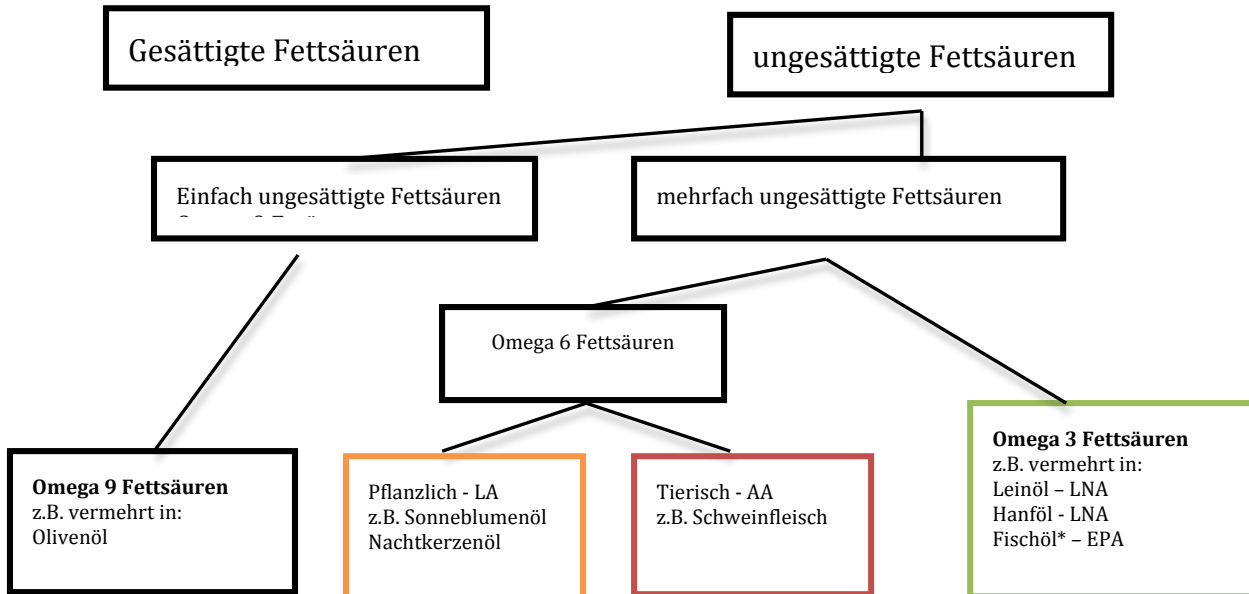 Gesättigte Fettsäuren
ungesättigte Fettsäuren
Einfach ungesättigte Fettsäuren
mehrfach ungesättigte Fettsäuren
Omega 6 Fettsäuren
Omega 9 Fettsäuren
z.B. vermehrt in:
Olivenöl
Pflanzlich - LA
z.B. Sonneblumenöl
Nachtkerzenöl
Tierisch - AA
z.B. Schweinfleisch
Omega 3 Fettsäuren
z.B. vermehrt in:
Leinöl – LNA
Hanföl - LNA
Fischöl* – EPA